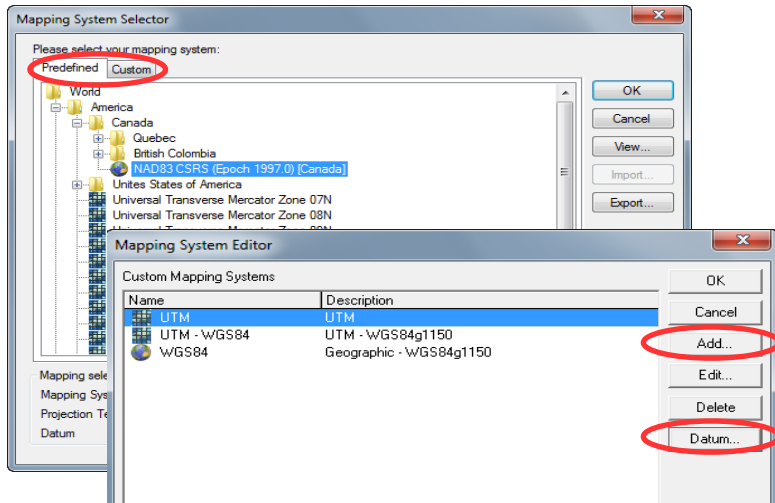 Mapping System Selector
Please select your mapping system:
Predefined Custom
World
America
Canada
Quebec
British Colombia
NAD83 CSRS (Epoch 1997.0) [Canada]
Unites States of America
Universal Transverse Mercator Zone 07N
Universal Transverse Mercator Zone 08N
OK
Cancel
View...
Import...
Export...
Mapping sele
Mapping Sys
Projection Te
Datum
Mapping System Editor
Custom Mapping Systems
Name Description
UTM UTM
UTM - WGS84 UTM - WGS84g1150
WGS84 Geographic - WGS84g1150
OK
Cancel
Add...
Edit...
Delete
Datum...